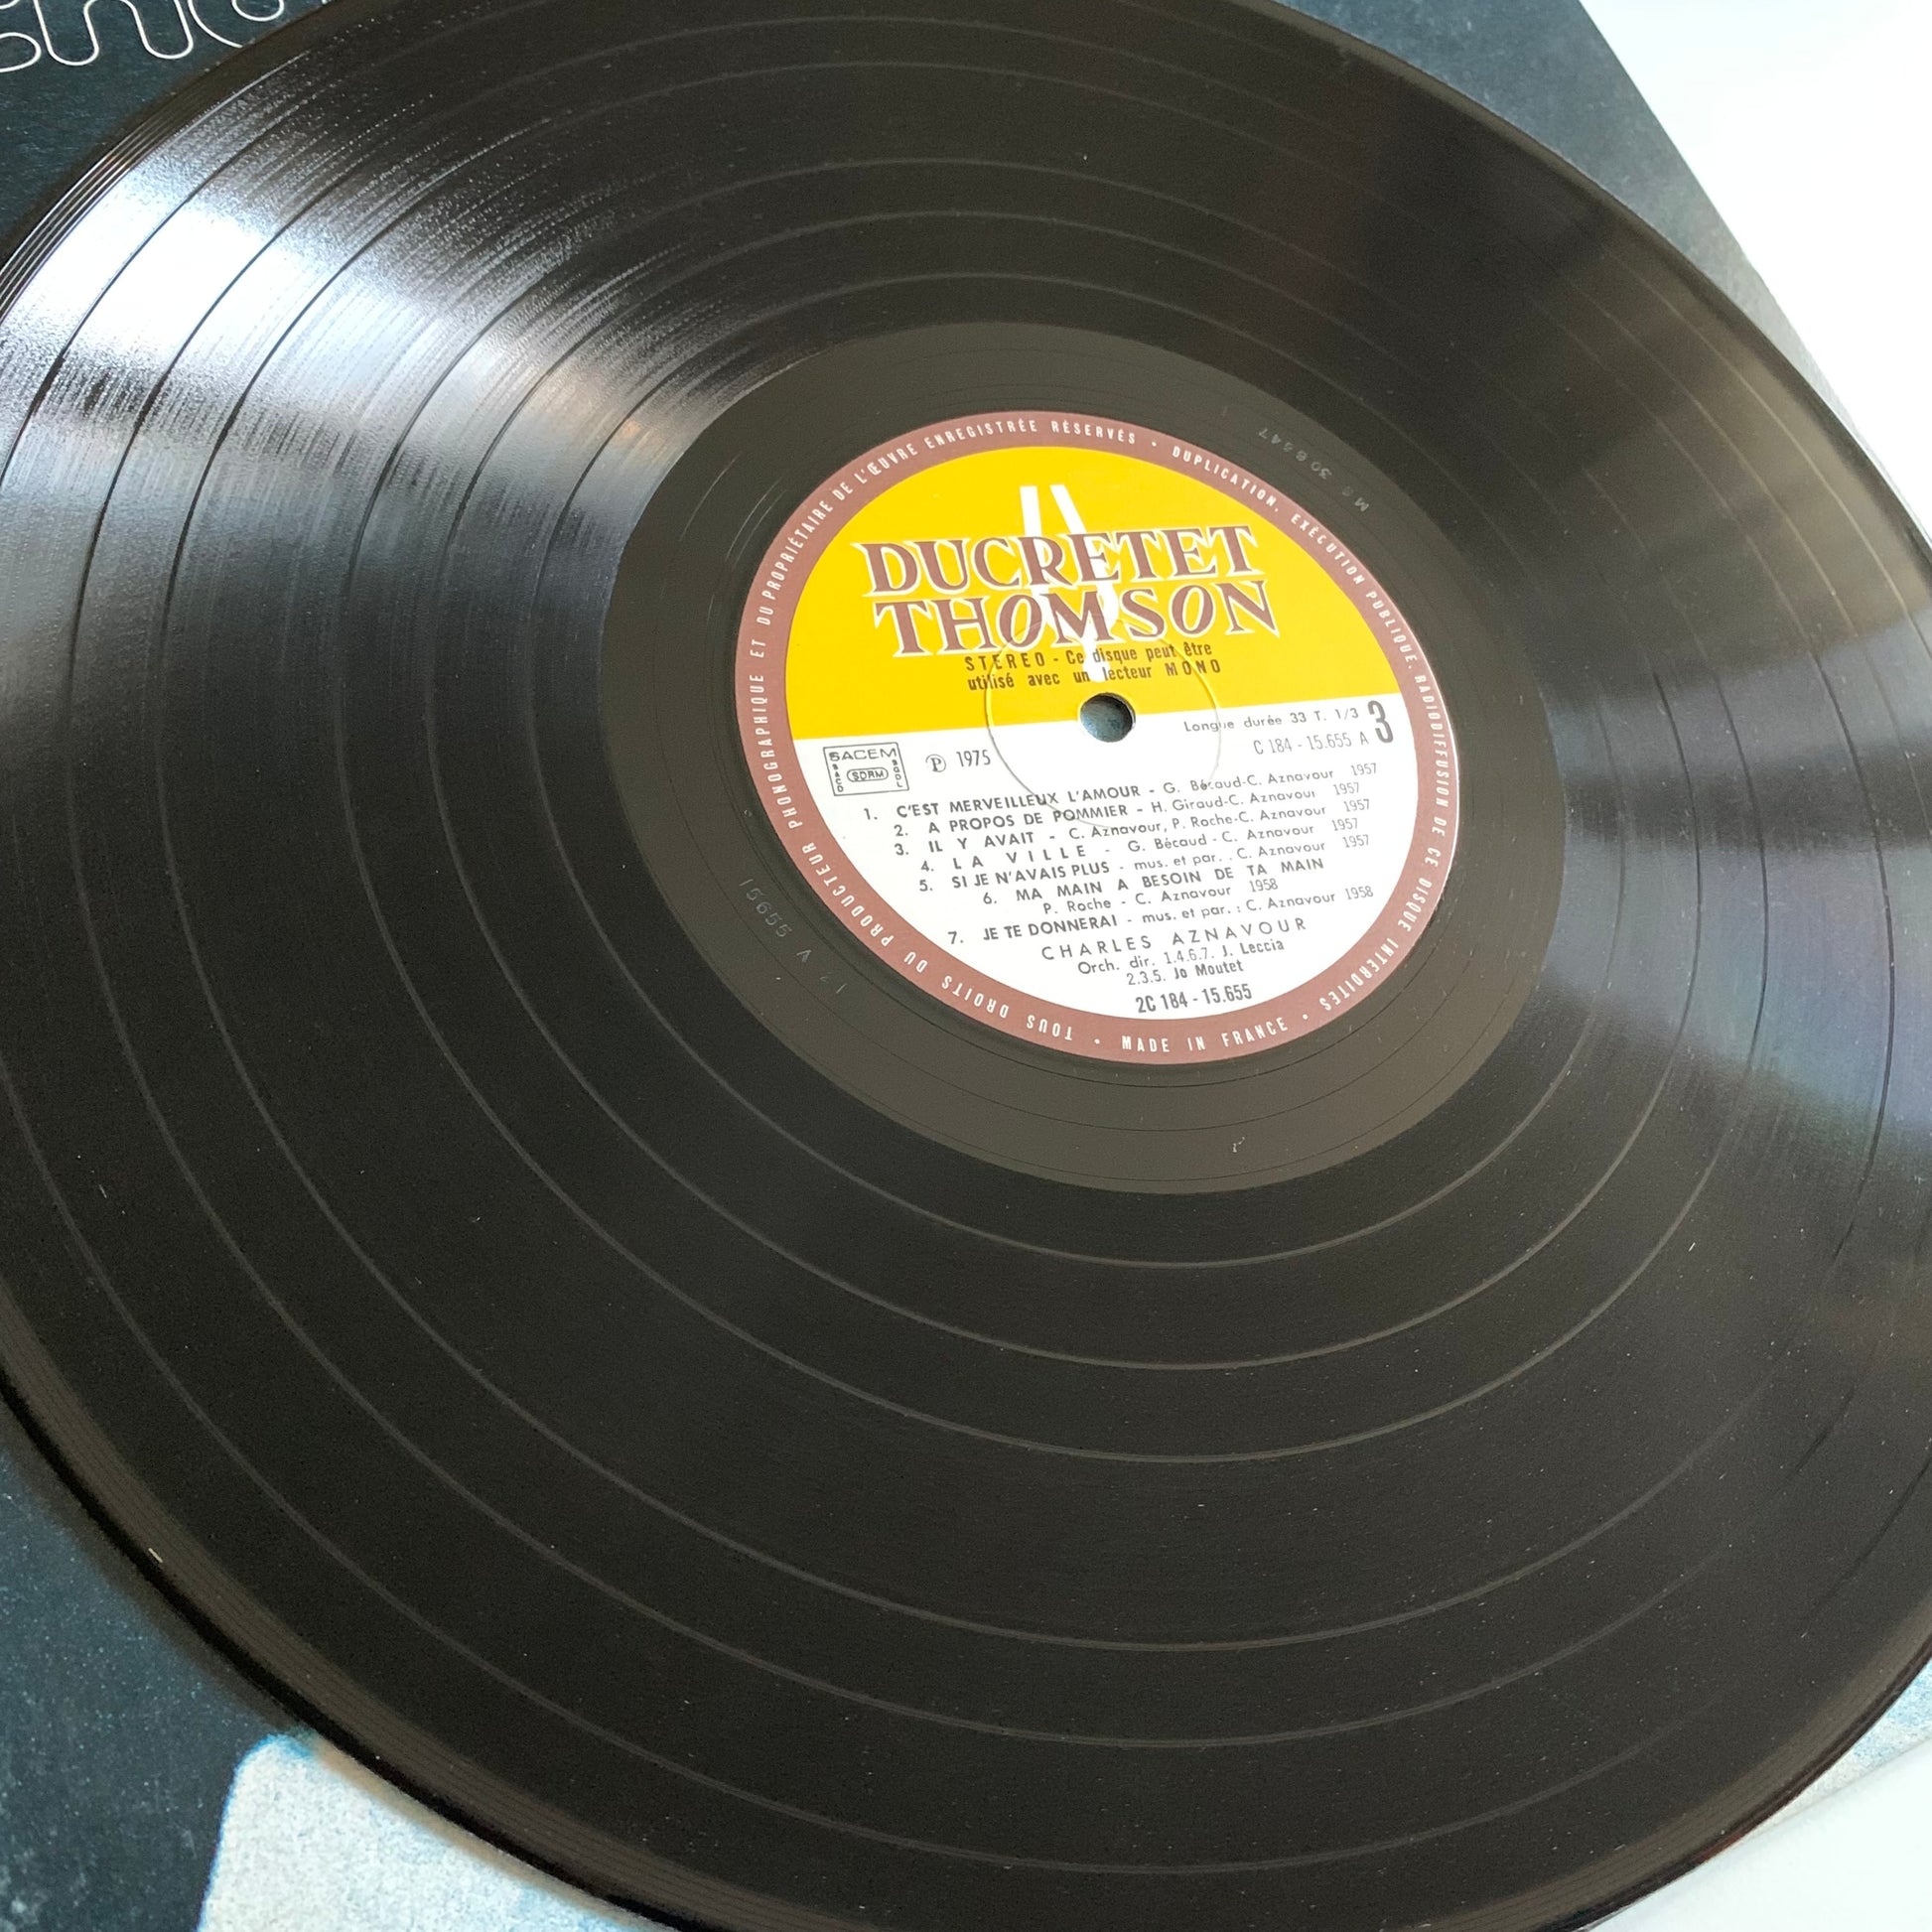 DUCRETET
THOMSON
STEREO - Ce disque peut être
utilisé avec un lecteur MONO
Longue durée 33 T. 1/3 3
SACEM
SACD SDRM SGDL
Ⓟ 1975
C 184 - 15.655 A
1. C'EST MERVEILLEUX L'AMOUR - G. Bécaud-C. Aznavour 1957
2. A PROPOS DE POMMIER - H. Giraud-C. Aznavour 1957
3. IL Y AVAIT - C. Aznavour, P. Roche-C. Aznavour 1957
4. LA VILLE - G. Bécaud - C. Aznavour 1957
5. SI JE N'AVAIS PLUS - mus. et par. . C. Aznavour 1957
6. MA MAIN A BESOIN DE TA MAIN
P. Roche - C. Aznavour 1958
7. JE TE DONNERAI - mus. et par. : C. Aznavour 1958
CHARLES AZNAVOUR
Orch. dir. 1.4.6.7. J. Leccia
2.3.5. Jo Moutet
2C 184 - 15.655
TOUS DROITS DU PRODUCTEUR PHONOGRAPHIQUE ET DU PROPRIÉTAIRE DE L'ŒUVRE ENREGISTRÉE RÉSERVÉS • DUPLICATION, EXÉCUTION PUBLIQUE, RADIODIFFUSION DE CE DISQUE INTERDITES • MADE IN FRANCE •